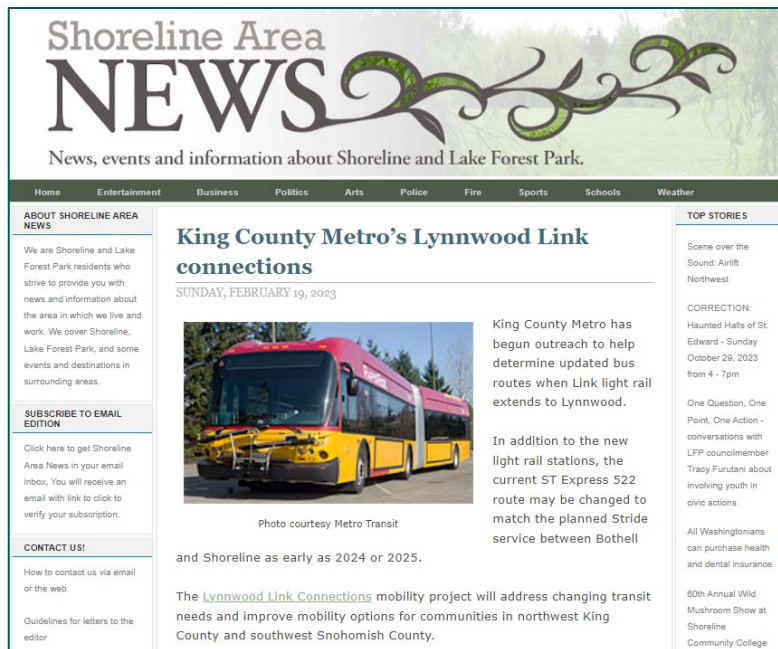 Shoreline Area
NEWS
News, events and information about Shoreline and Lake Forest Park.
Home Entertainment Business Politics Arts Police Fire Sports Schools Weather
ABOUT SHORELINE AREA
NEWS
We are Shoreline and Lake
Forest Park residents who
strive to provide you with
news and information about
the area in which we live and
work. We cover Shoreline,
Lake Forest Park, and some
events and destinations in
surrounding areas.
SUBSCRIBE TO EMAIL
EDITION
Click here to get Shoreline
Area News in your email
inbox, You will receive an
email with link to click to
verify your subscription.
CONTACT US!
How to contact us via email
or the web
Guidelines for letters to the
editor
King County Metro's Lynnwood Link
connections
SUNDAY, FEBRUARY 19, 2023
King County Metro has
begun outreach to help
determine updated bus
routes when Link light rail
extends to Lynnwood.
In addition to the new
light rail stations, the
current ST Express 522
route may be changed to
match the planned Stride
service between Bothell
Photo courtesy Metro Transit
and Shoreline as early as 2024 or 2025.
The Lynnwood Link Connections mobility project will address changing transit
needs and improve mobility options for communities in northwest King
County and southwest Snohomish County.
TOP STORIES
Scene over the
Sound: Airlift
Northwest
CORRECTION:
Haunted Halls of St.
Edward - Sunday
October 29, 2023
from 4 - 7pm
One Question, One
Point, One Action -
conversations with
LFP councilmember
Tracy Furutani about
involving youth in
civic actions
All Washingtonians
can purchase health
and dental insurance
60th Annual Wild
Mushroom Show at
Shoreline
Community College